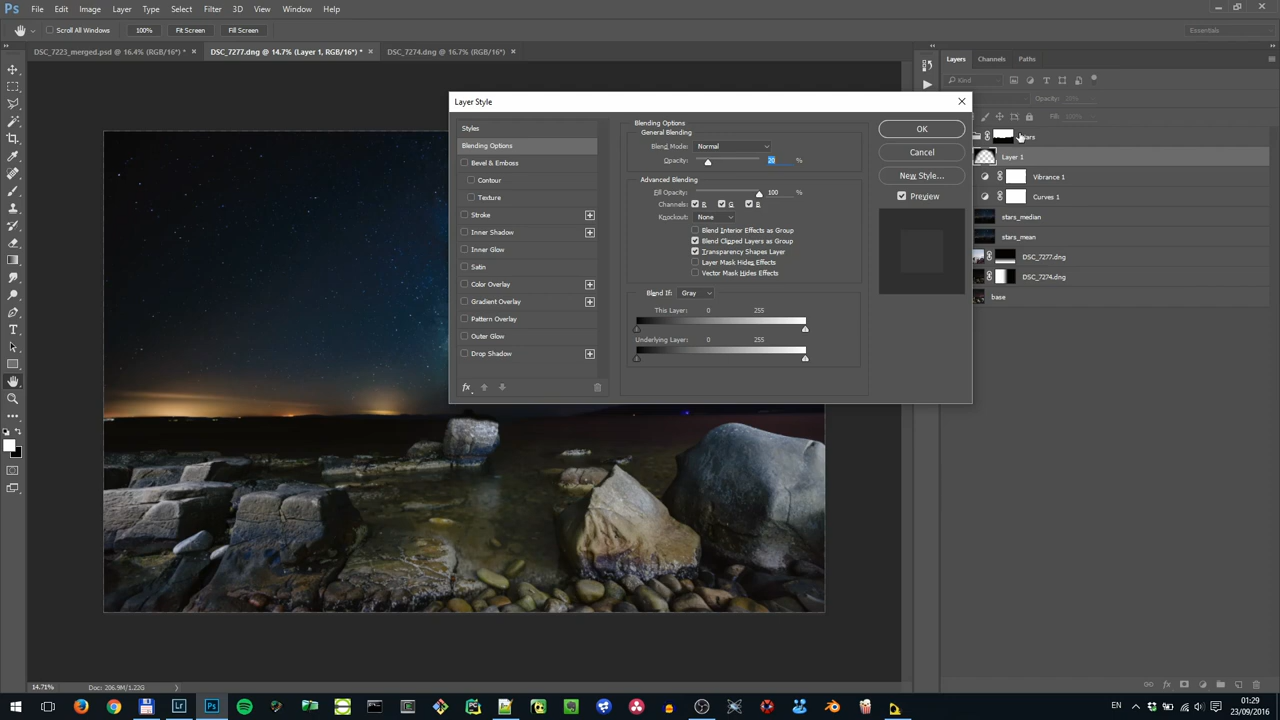 Ps File Edit Image Layer Type Select Filter 3D View Window Help
Scroll All Windows 100% Fit Screen Fill Screen Essentials
DSC_7223_merged.psd @ 16.4% (RGB/16*) * × DSC_7277.dng @ 14.7% (Layer 1, RGB/16*) * × DSC_7274.dng @ 16.7% (RGB/16*) ×
Layers Channels Paths
Kind
Opacity: 20%
Fill: 100%
Layer 1
Vibrance 1
Curves 1
stars_median
stars_mean
DSC_7277.dng
DSC_7274.dng
base
Layer Style
Styles
Blending Options
Bevel & Emboss
Contour
Texture
Stroke
Inner Shadow
Inner Glow
Satin
Color Overlay
Gradient Overlay
Pattern Overlay
Outer Glow
Drop Shadow
fx
Blending Options
General Blending
Blend Mode: Normal
Opacity: 20 %
Advanced Blending
Fill Opacity: 100 %
Channels: R G B
Knockout: None
Blend Interior Effects as Group
Blend Clipped Layers as Group
Transparency Shapes Layer
Layer Mask Hides Effects
Vector Mask Hides Effects
Blend If: Gray
This Layer: 0 255
Underlying Layer: 0 255
OK
Cancel
New Style...
Preview
14.71% Doc: 206.9M/1.22G
EN 01:29
23/09/2016